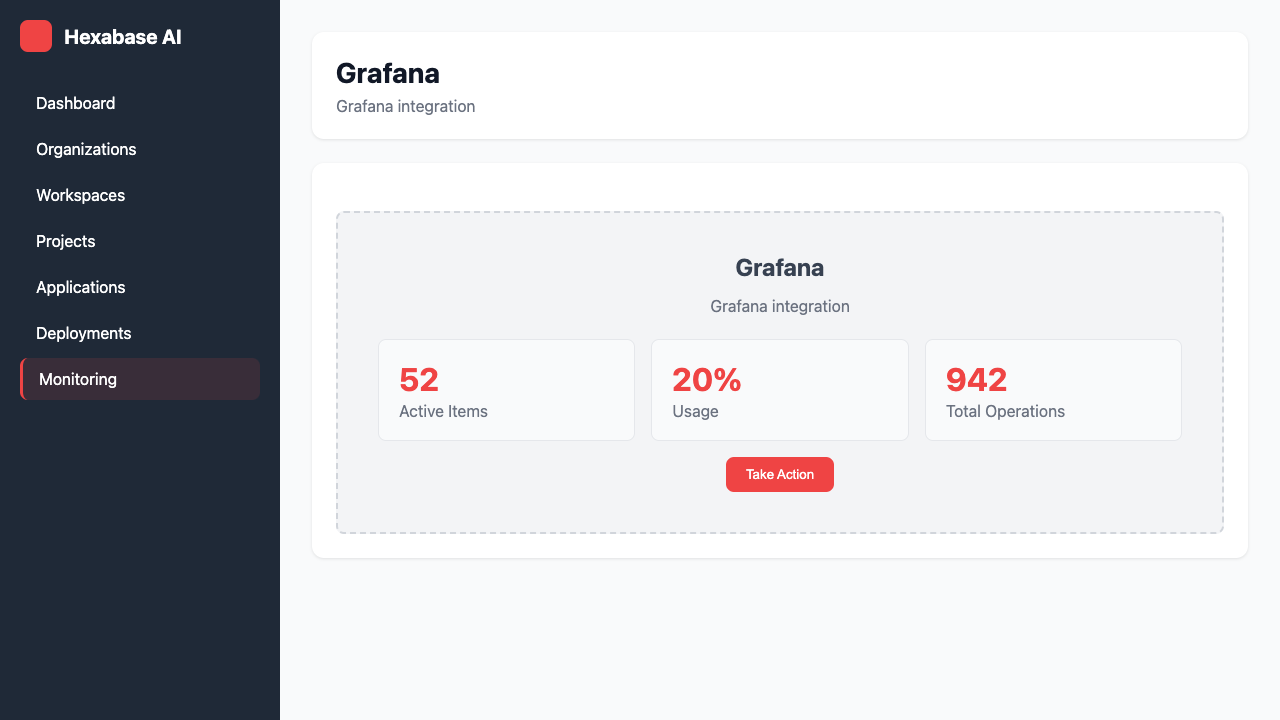 Hexabase AI
Dashboard
Organizations
Workspaces
Projects
Applications
Deployments
Monitoring
Grafana
Grafana integration
Grafana
Grafana integration
52
Active Items
20%
Usage
942
Total Operations
Take Action